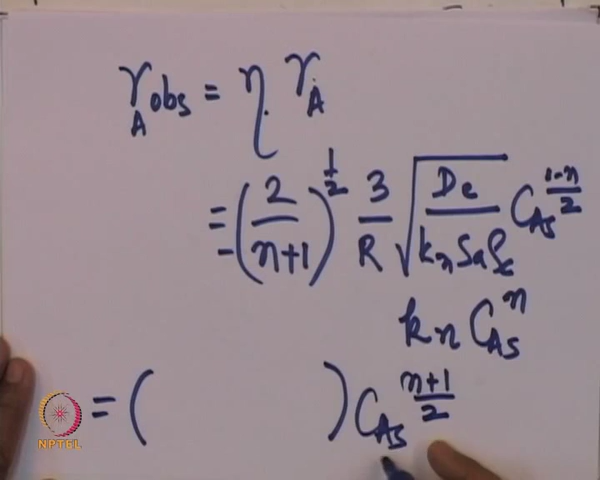 r_A obs = η. r_A
= (2/n+1)^1/2 3/R √(De/k_n Sa ρ_c) C_As^(1-n/2)
k_n C_As^n
= ( ) C_As^(n+1/2)
NPTEL